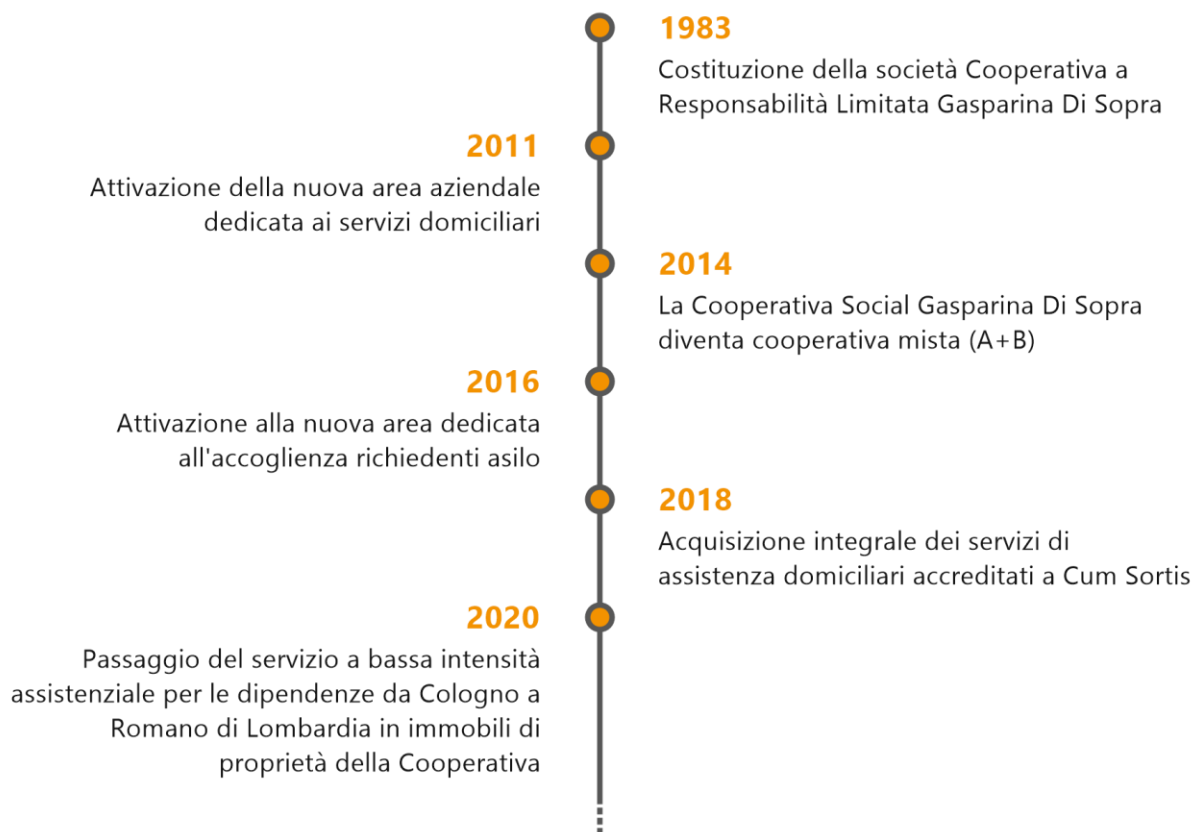 1983
Costituzione della società Cooperativa a
Responsabilità Limitata Gasparina Di Sopra
2011
Attivazione della nuova area aziendale
dedicata ai servizi domiciliari
2014
La Cooperativa Social Gasparina Di Sopra
diventa cooperativa mista (A+B)
2016
Attivazione alla nuova area dedicata
all'accoglienza richiedenti asilo
2018
Acquisizione integrale dei servizi di
assistenza domiciliari accreditati a Cum Sortis
2020
Passaggio del servizio a bassa intensità
assistenziale per le dipendenze da Cologno a
Romano di Lombardia in immobili di
proprietà della Cooperativa